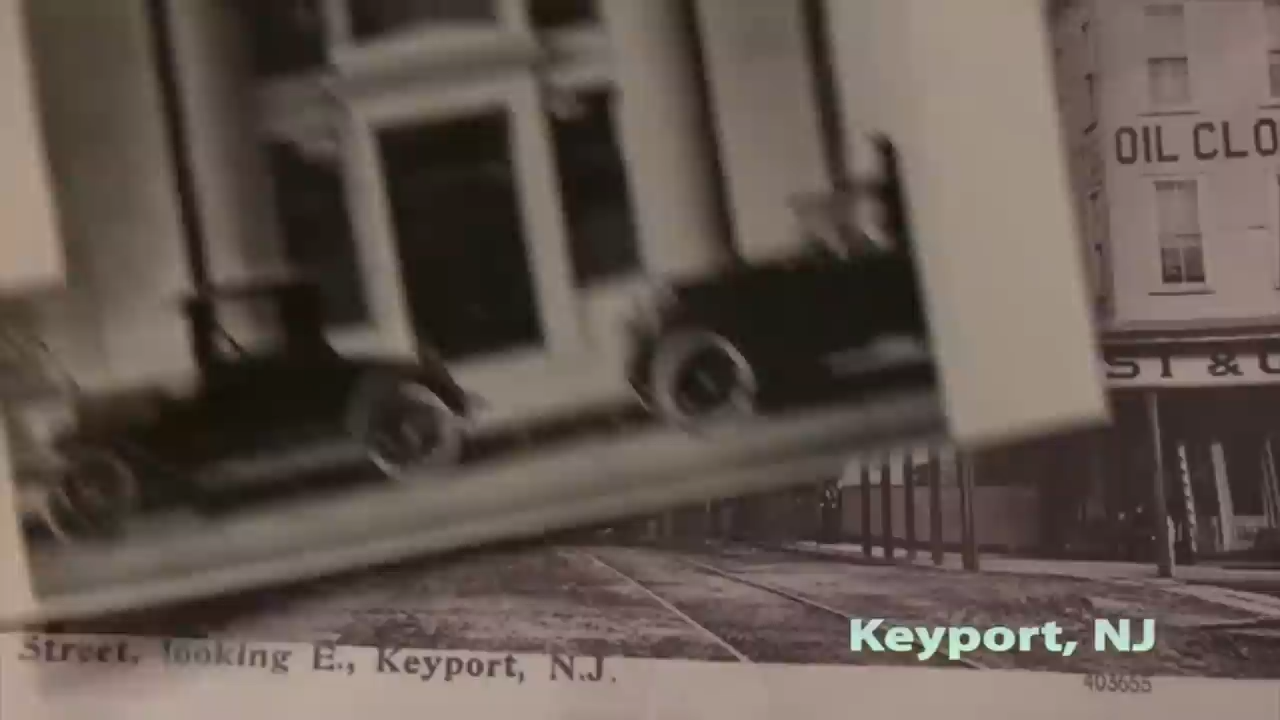 OIL CLO
ST & C
Street, looking E., Keyport, N.J.
Keyport, NJ
403655